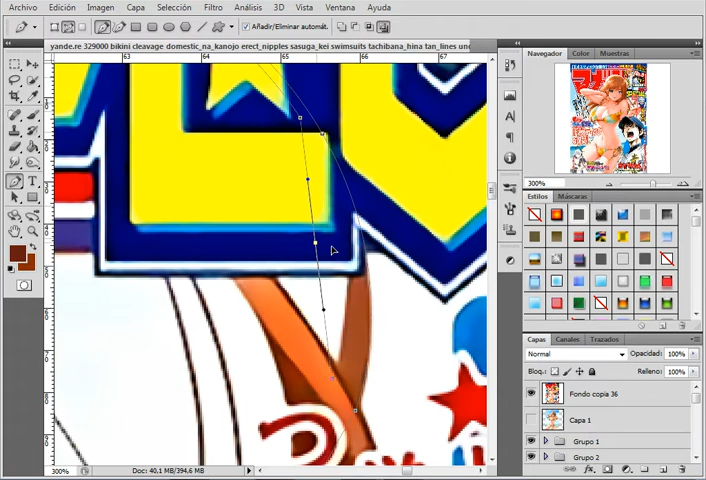 Archivo Edición Imagen Capa Selección Filtro Análisis 3D Vista Ventana Ayuda
Añadir/Eliminar automát.
yande.re 329000 bikini cleavage domestic_na_kanojo erect_nipples sasuga_kei swimsuits tachibana_hina tan_lines und
63 64 65 66 67
Navegador Color Muestras
300%
Estilos Máscaras
Capas Canales Trazados
Normal Opacidad: 100%
Bloq.: Relleno: 100%
Fondo copia 36
Capa 1
Grupo 1
Grupo 2
300% Doc: 40,1 MB/394,6 MB